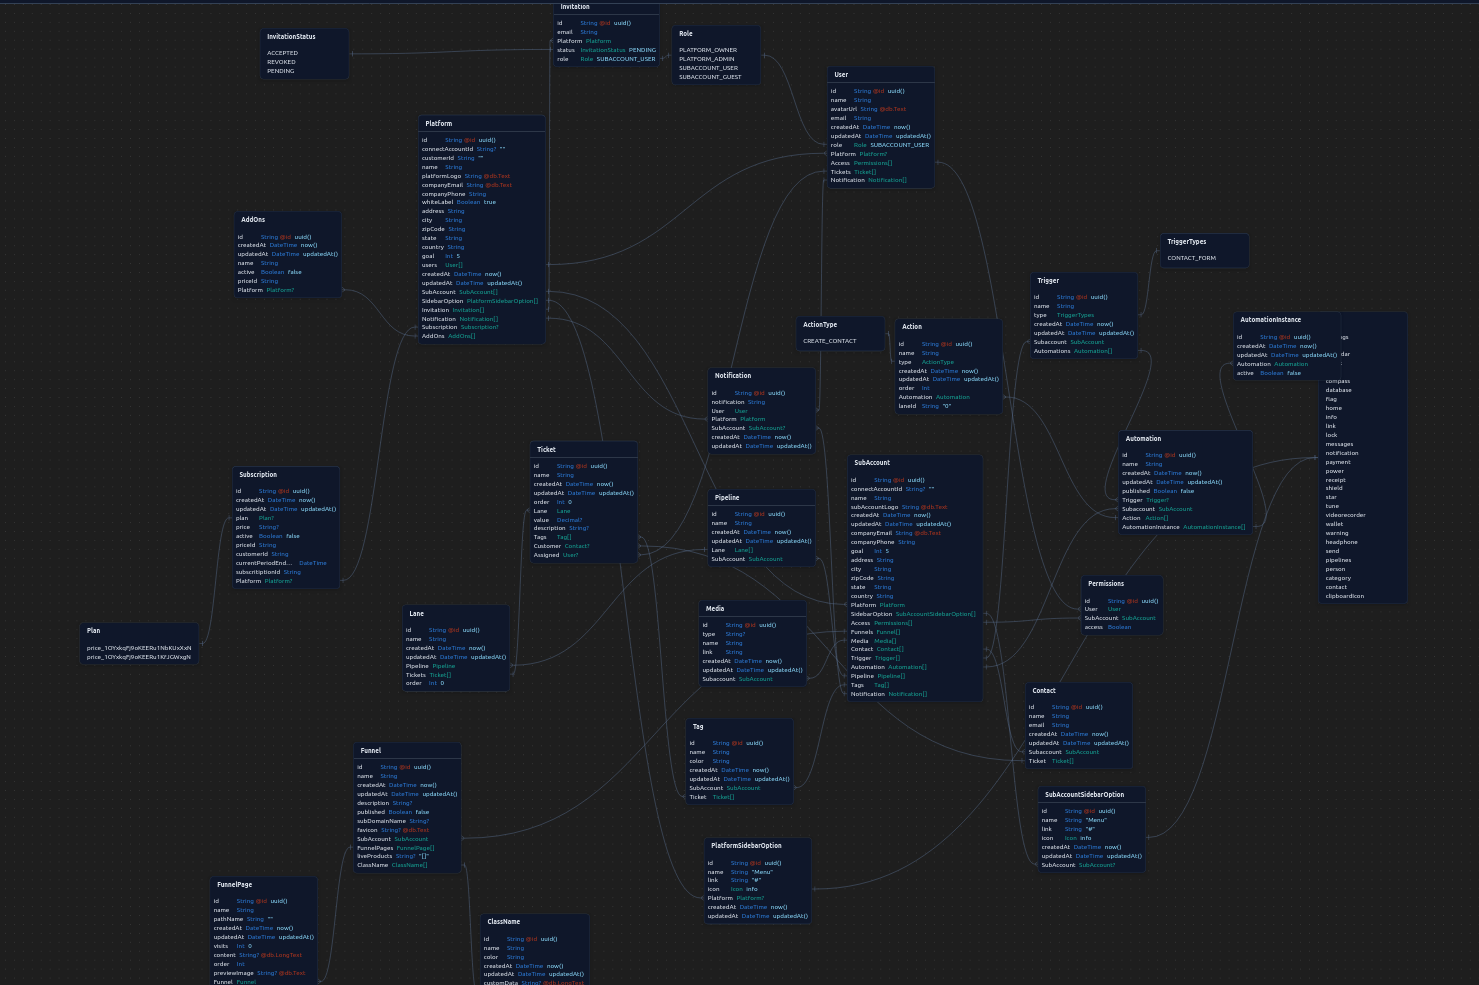 Invitation
id String @id uuid()
email String
Platform Platform
status InvitationStatus PENDING
role Role SUBACCOUNT_USER
InvitationStatus
ACCEPTED
REVOKED
PENDING
Role
PLATFORM_OWNER
PLATFORM_ADMIN
SUBACCOUNT_USER
SUBACCOUNT_GUEST
User
id String @id uuid()
name String
avatarUrl String @db.Text
email String
createdAt DateTime now()
updatedAt DateTime updatedAt()
role Role SUBACCOUNT_USER
Platform Platform?
Access Permissions[]
Tickets Ticket[]
Notification Notification[]
Platform
id String @id uuid()
connectAccountId String? ""
customerId String ""
name String
platformLogo String @db.Text
companyEmail String @db.Text
companyPhone String
whiteLabel Boolean true
address String
city String
zipCode String
state String
country String
goal Int 5
users User[]
createdAt DateTime now()
updatedAt DateTime updatedAt()
SubAccount SubAccount[]
SidebarOption PlatformSidebarOption[]
Invitation Invitation[]
Notification Notification[]
Subscription Subscription?
AddOns AddOns[]
AddOns
id String @id uuid()
createdAt DateTime now()
updatedAt DateTime updatedAt()
name String
active Boolean false
priceId String
Platform Platform?
TriggerTypes
CONTACT_FORM
Trigger
id String @id uuid()
name String
type TriggerTypes
createdAt DateTime now()
updatedAt DateTime updatedAt()
Subaccount SubAccount
Automations Automation[]
ActionType
CREATE_CONTACT
Action
id String @id uuid()
name String
type ActionType
createdAt DateTime now()
updatedAt DateTime updatedAt()
order Int
Automation Automation
laneId String "0"
AutomationInstance
id String @id uuid()
createdAt DateTime now()
updatedAt DateTime updatedAt()
Automation Automation
active Boolean false
gs
dar
compass
database
flag
home
info
link
lock
messages
notification
payment
power
receipt
shield
star
tune
videorecorder
wallet
warning
headphone
send
pipelines
person
category
contact
clipboardIcon
Notification
id String @id uuid()
notification String
User User
Platform Platform
SubAccount SubAccount?
createdAt DateTime now()
updatedAt DateTime updatedAt()
Automation
id String @id uuid()
name String
createdAt DateTime now()
updatedAt DateTime updatedAt()
published Boolean false
Trigger Trigger?
Subaccount SubAccount
Action Action[]
AutomationInstance AutomationInstance[]
Ticket
id String @id uuid()
name String
createdAt DateTime now()
updatedAt DateTime updatedAt()
order Int 0
Lane Lane
value Decimal?
description String?
Tags Tag[]
Customer Contact?
Assigned User?
SubAccount
id String @id uuid()
connectAccountId String? ""
name String
subAccountLogo String @db.Text
createdAt DateTime now()
updatedAt DateTime updatedAt()
companyEmail String @db.Text
companyPhone String
goal Int 5
address String
city String
zipCode String
state String
country String
Platform Platform
SidebarOption SubAccountSidebarOption[]
Access Permissions[]
Funnels Funnel[]
Media Media[]
Contact Contact[]
Trigger Trigger[]
Automation Automation[]
Pipeline Pipeline[]
Tags Tag[]
Notification Notification[]
Subscription
id String @id uuid()
createdAt DateTime now()
updatedAt DateTime updatedAt()
plan Plan?
price String?
active Boolean false
priceId String
customerId String
currentPeriodEnd... DateTime
subscritiptionId String
Platform Platform?
Pipeline
id String @id uuid()
name String
createdAt DateTime now()
updatedAt DateTime updatedAt()
Lane Lane[]
SubAccount SubAccount
Permissions
id String @id uuid()
User User
SubAccount SubAccount
access Boolean
Media
id String @id uuid()
type String?
name String
link String
createdAt DateTime now()
updatedAt DateTime updatedAt()
Subaccount SubAccount
Lane
id String @id uuid()
name String
createdAt DateTime now()
updatedAt DateTime updatedAt()
Pipeline Pipeline
Tickets Ticket[]
order Int 0
Plan
Contact
id String @id uuid()
name String
email String
createdAt DateTime now()
updatedAt DateTime updatedAt()
Subaccount SubAccount
Ticket Ticket[]
Tag
id String @id uuid()
name String
color String
createdAt DateTime now()
updatedAt DateTime updatedAt()
SubAccount SubAccount
Ticket Ticket[]
Funnel
id String @id uuid()
name String
createdAt DateTime now()
updatedAt DateTime updatedAt()
description String?
published Boolean false
subDomainName String?
favicon String? @db.Text
SubAccount SubAccount
FunnelPages FunnelPage[]
liveProducts String? "[]"
ClassName ClassName[]
SubAccountSidebarOption
id String @id uuid()
name String "Menu"
link String "#"
icon Icon info
createdAt DateTime now()
updatedAt DateTime updatedAt()
SubAccount SubAccount?
PlatformSidebarOption
id String @id uuid()
name String "Menu"
link String "#"
icon Icon info
Platform Platform?
createdAt DateTime now()
updatedAt DateTime updatedAt()
FunnelPage
id String @id uuid()
name String
pathName String ""
createdAt DateTime now()
updatedAt DateTime updatedAt()
visits Int 0
content String? @db.LongText
order Int
previewImage String? @db.Text
Funnel Funnel
ClassName
id String @id uuid()
name String
color String
createdAt DateTime now()
updatedAt DateTime updatedAt()
customData String? @db.LongText